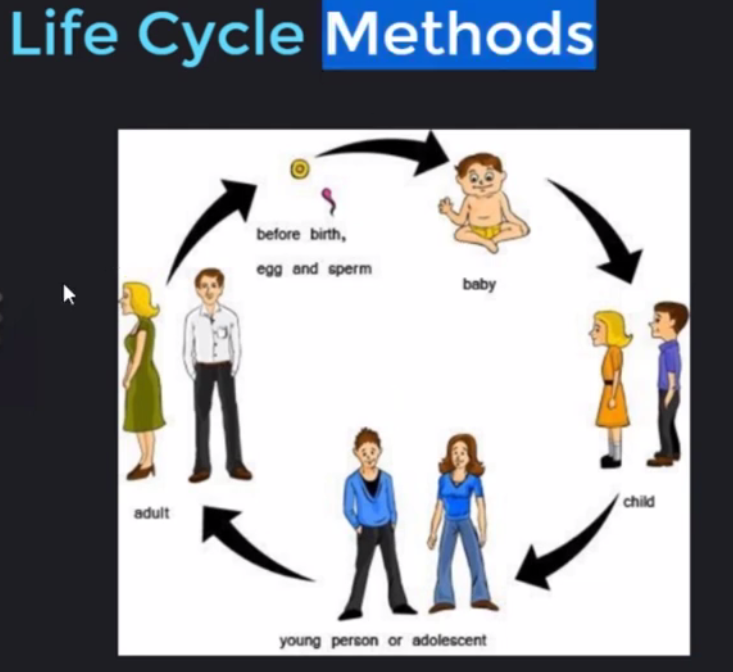 Life Cycle Methods
before birth,
egg and sperm
baby
child
young person or adolescent
adult